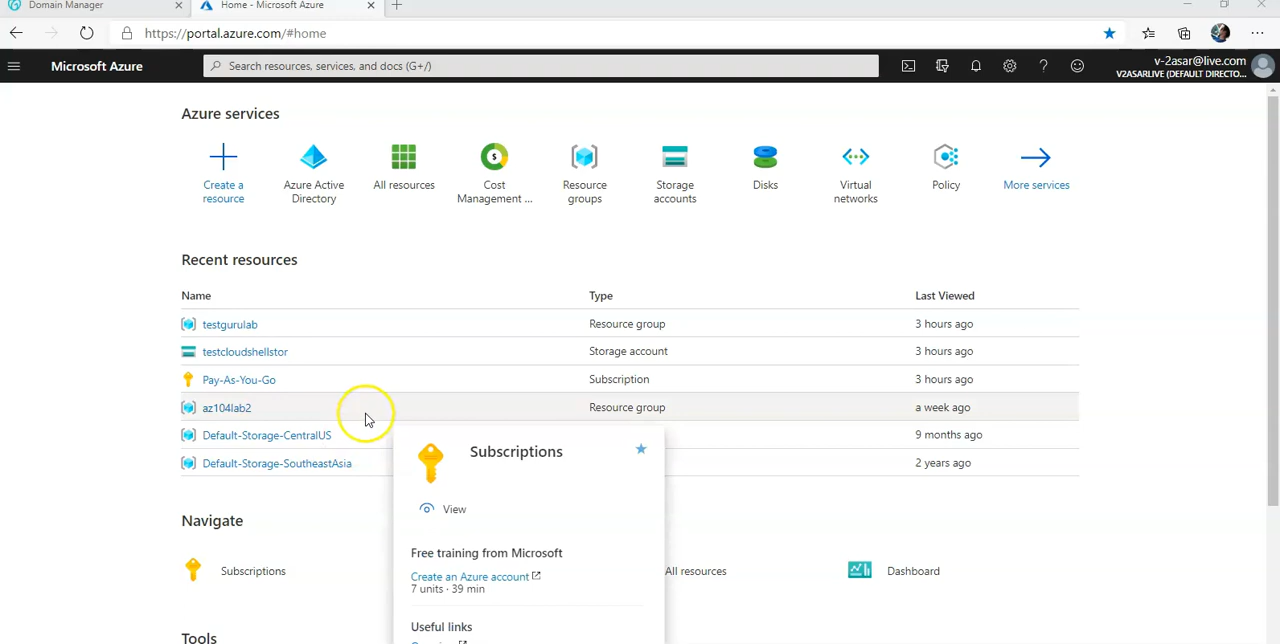 Domain Manager
Home - Microsoft Azure
https://portal.azure.com/#home
Microsoft Azure
Search resources, services, and docs (G+/)
v-2asar@live.com
V2ASARLIVE (DEFAULT DIRECTO...
Azure services
Create a resource
Azure Active Directory
All resources
Cost Management ...
Resource groups
Storage accounts
Disks
Virtual networks
Policy
More services
Recent resources
Name Type Last Viewed
testgurulab Resource group 3 hours ago
testcloudshellstor Storage account 3 hours ago
Pay-As-You-Go Subscription 3 hours ago
az104lab2 Resource group a week ago
Default-Storage-CentralUS 9 months ago
Default-Storage-SoutheastAsia 2 years ago
Subscriptions
View
Free training from Microsoft
Create an Azure account
7 units · 39 min
Useful links
Navigate
Subscriptions
All resources
Dashboard
Tools